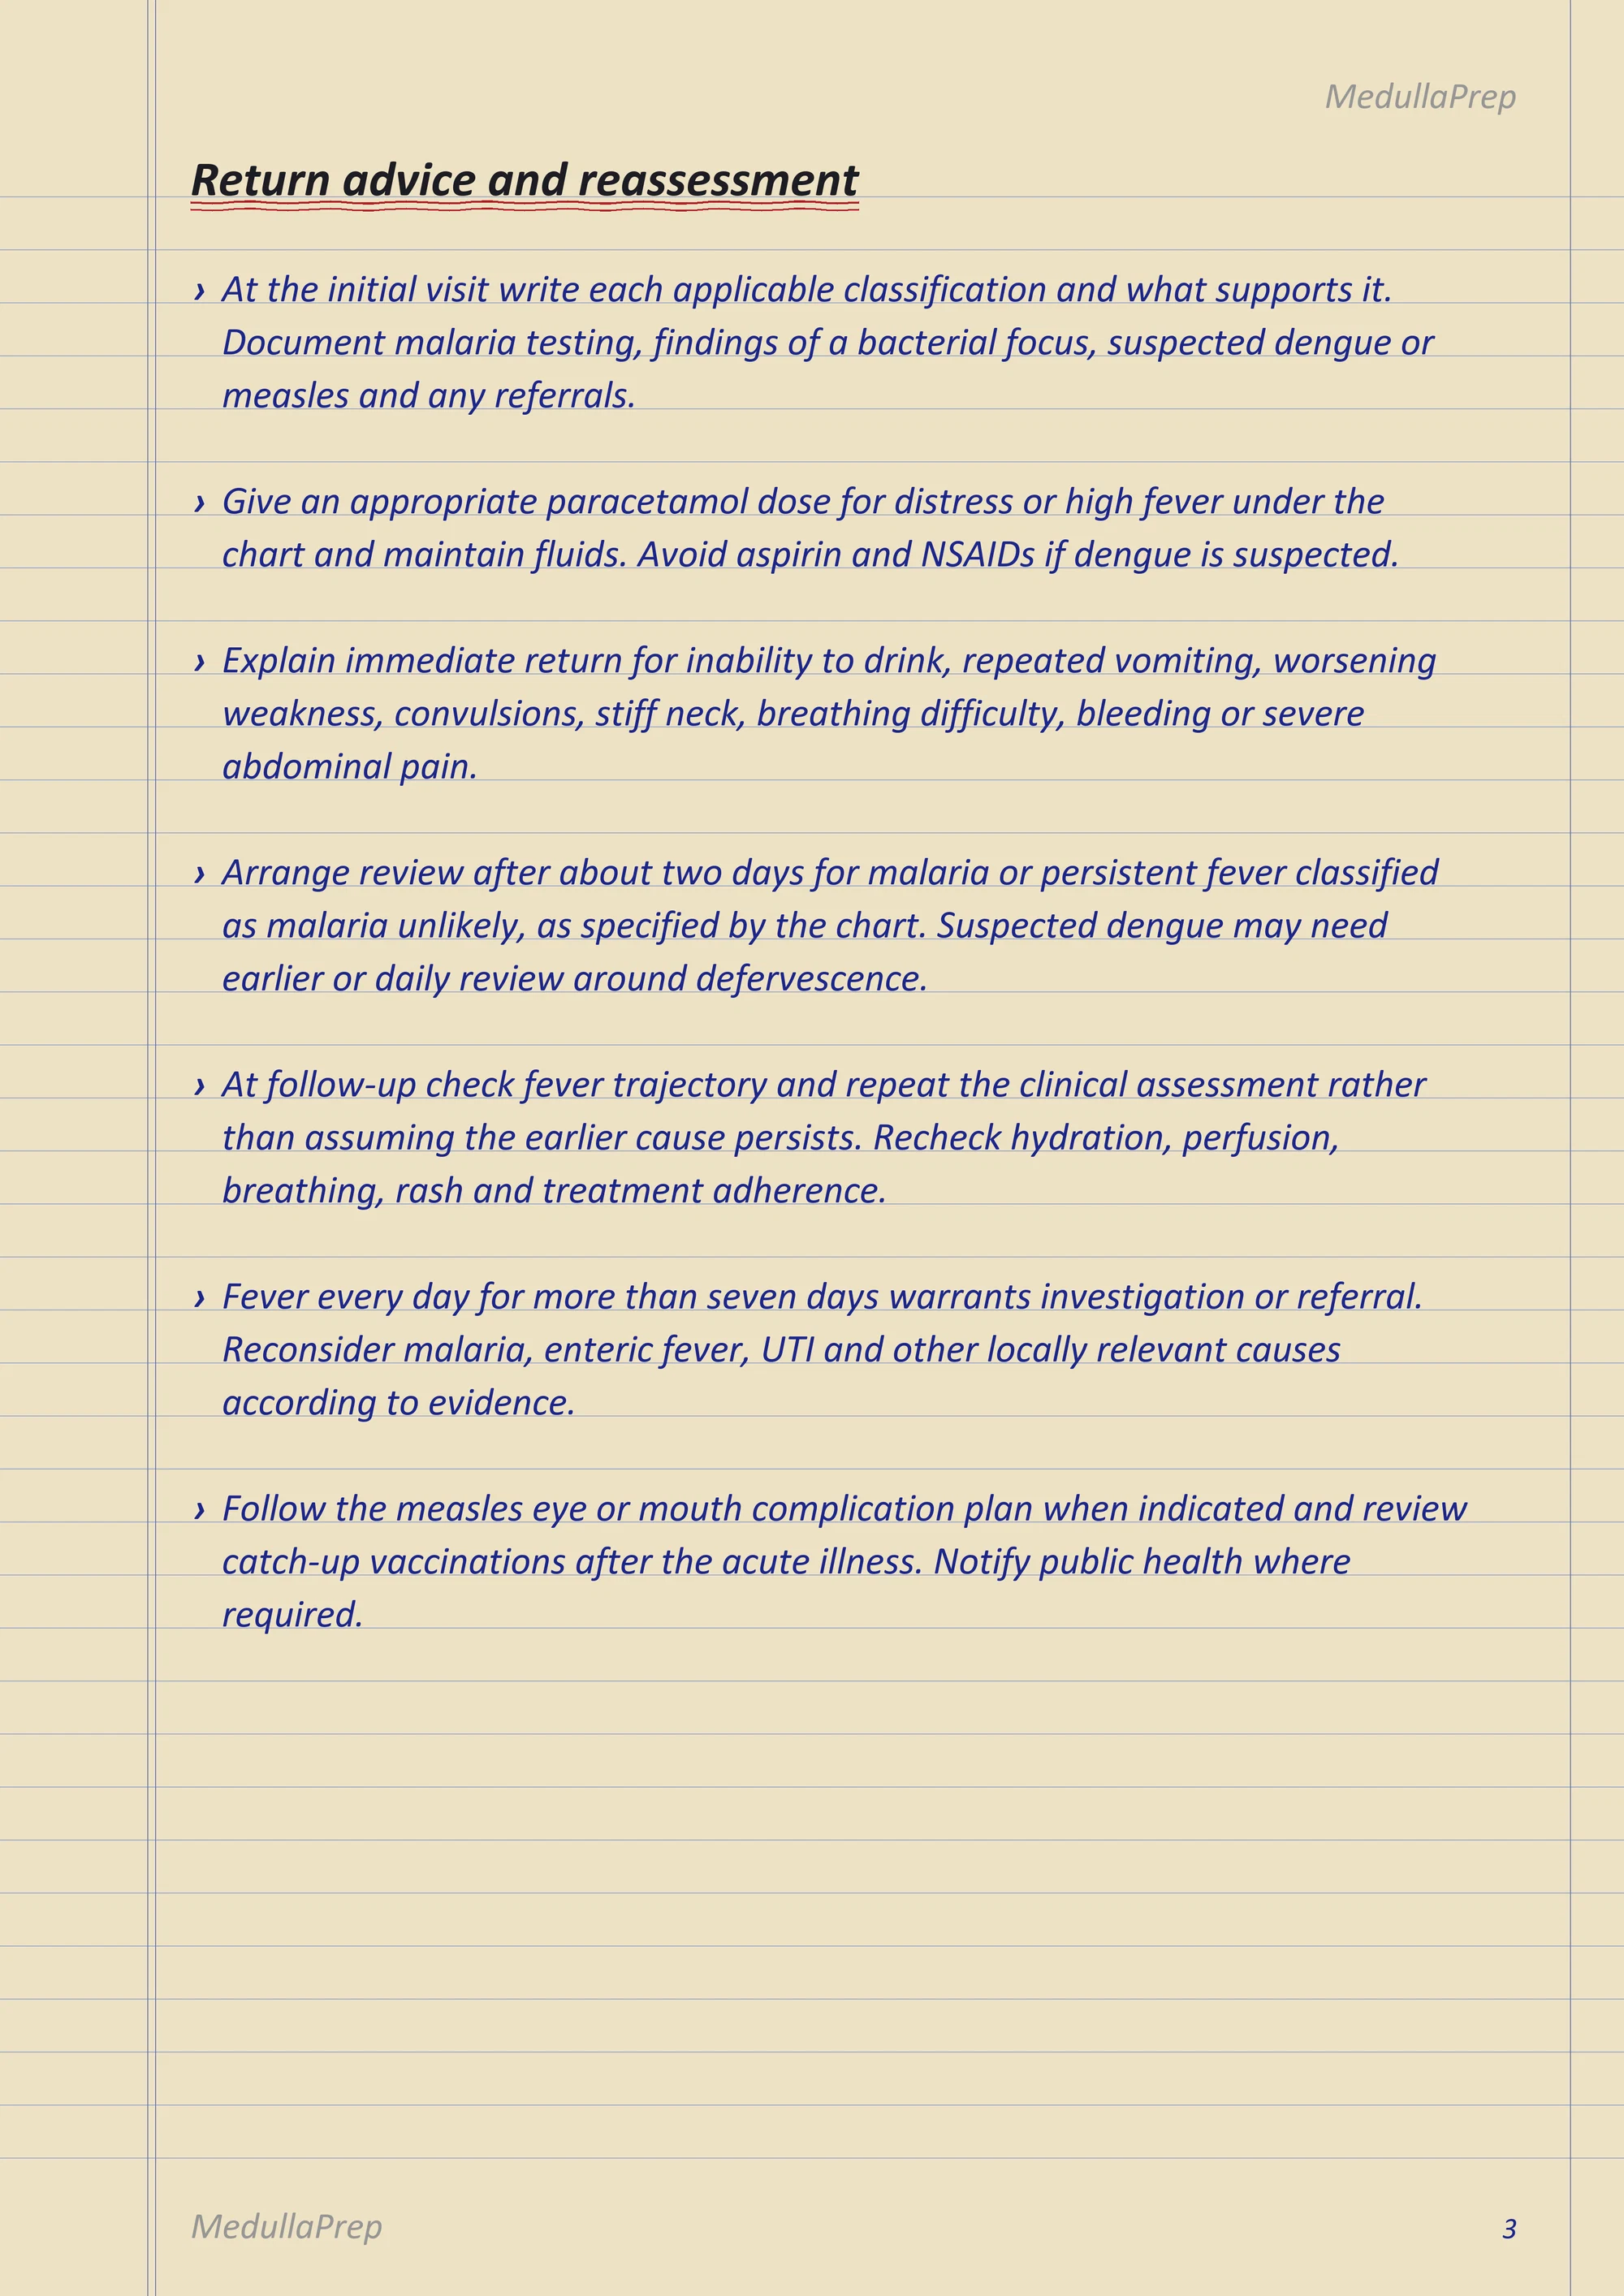 MedullaPrep
Return advice and reassessment
› At the initial visit write each applicable classification and what supports it.
Document malaria testing, findings of a bacterial focus, suspected dengue or
measles and any referrals.
› Give an appropriate paracetamol dose for distress or high fever under the
chart and maintain fluids. Avoid aspirin and NSAIDs if dengue is suspected.
› Explain immediate return for inability to drink, repeated vomiting, worsening
weakness, convulsions, stiff neck, breathing difficulty, bleeding or severe
abdominal pain.
› Arrange review after about two days for malaria or persistent fever classified
as malaria unlikely, as specified by the chart. Suspected dengue may need
earlier or daily review around defervescence.
› At follow-up check fever trajectory and repeat the clinical assessment rather
than assuming the earlier cause persists. Recheck hydration, perfusion,
breathing, rash and treatment adherence.
› Fever every day for more than seven days warrants investigation or referral.
Reconsider malaria, enteric fever, UTI and other locally relevant causes
according to evidence.
› Follow the measles eye or mouth complication plan when indicated and review
catch-up vaccinations after the acute illness. Notify public health where
required.
MedullaPrep
3